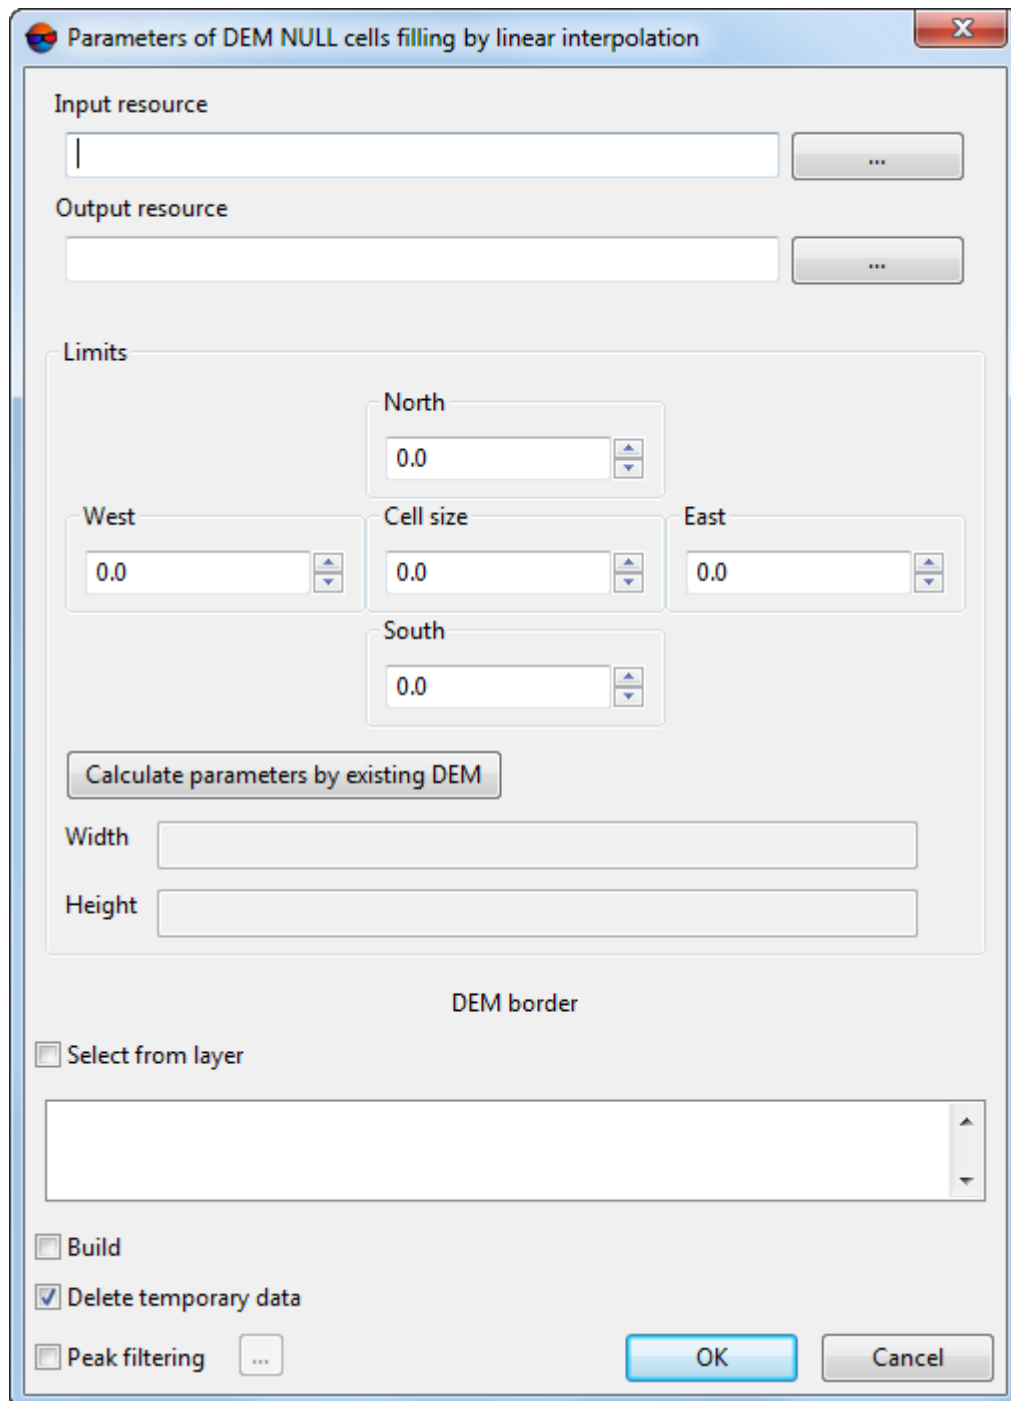 Parameters of DEM NULL cells filling by linear interpolation
Input resource
...
Output resource
...
Limits
North
0.0
West Cell size East
0.0 0.0 0.0
South
0.0
Calculate parameters by existing DEM
Width
Height
DEM border
Select from layer
Build
Delete temporary data
Peak filtering ... OK Cancel